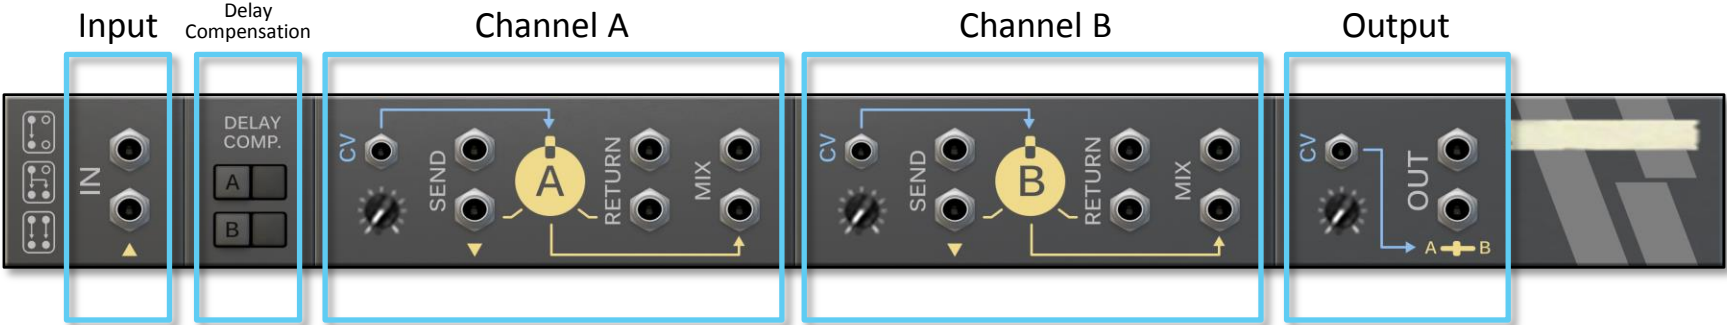 Input
Delay
Compensation
Channel A
Channel B
Output
IN
DELAY
COMP.
A
B
CV
SEND
A
RETURN
MIX
CV
SEND
B
RETURN
MIX
CV
OUT
A B